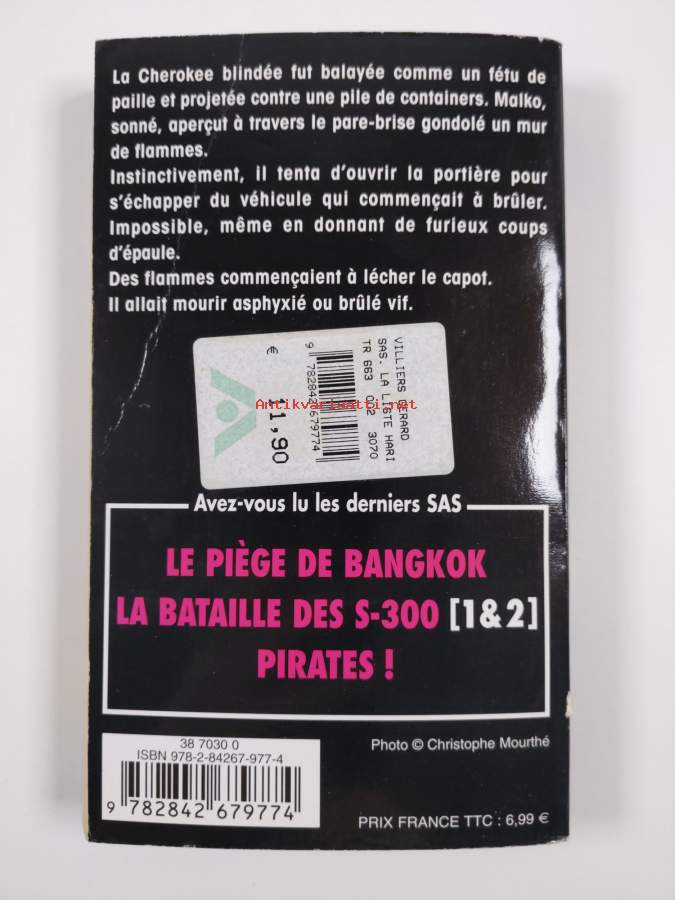 La Cherokee blindée fut balayée comme un fétu de
paille et projetée contre une pile de containers. Malko,
sonné, aperçut à travers le pare-brise gondolé un mur
de flammes.
Instinctivement, il tenta d'ouvrir la portière pour
s'échapper du véhicule qui commençait à brûler.
Impossible, même en donnant de furieux coups
d'épaule.
Des flammes commençaient à lécher le capot.
Il allait mourir asphyxié ou brûlé vif.
VILLIERS GERARD
SAS. LA LISTE HARI
TR 663 002 3070
9 782842 679774
€ 11,90
Antikvariaatti.net
Avez-vous lu les derniers SAS
LE PIÈGE DE BANGKOK
LA BATAILLE DES S-300 [1&2]
PIRATES !
38 7030 0
ISBN 978-2-84267-977-4
9 782842 679774
Photo © Christophe Mourthé
PRIX FRANCE TTC : 6,99 €